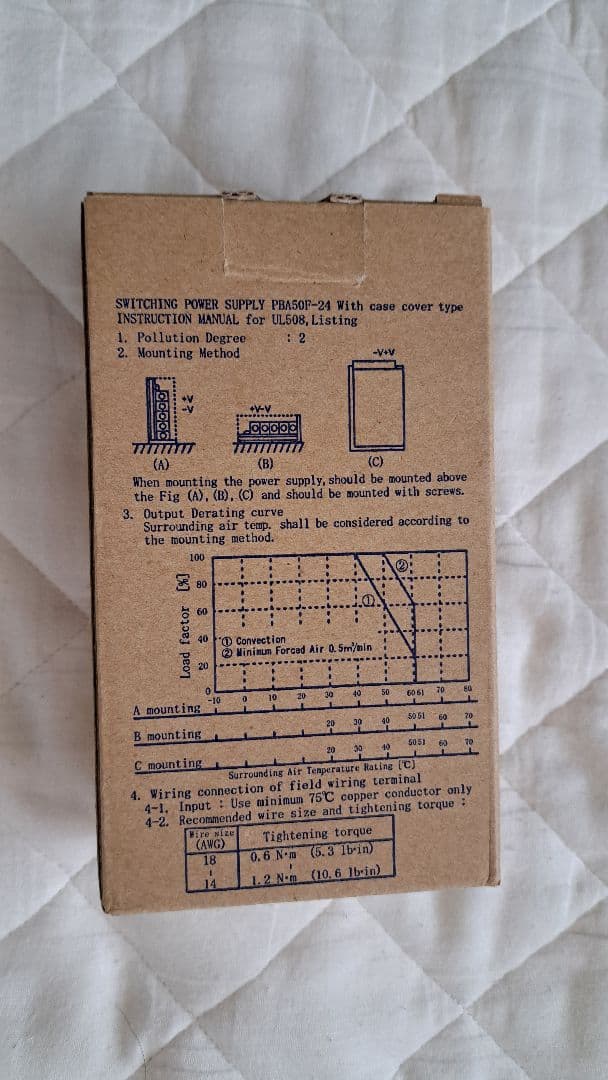 SWITCHING POWER SUPPLY PBA50F-24 With case cover type
INSTRUCTION MANUAL for UL508, Listing
1. Pollution Degree : 2
2. Mounting Method
-V+V
+V
-V
+V-V
(A) (B) (C)
When mounting the power supply, should be mounted above
the Fig (A), (B), (C) and should be mounted with screws.
3. Output Derating curve
Surrounding air temp. shall be considered according to
the mounting method.
Load factor [%]
100
80
60
40
20
0
①
②
① Convection
② Minimum Forced Air 0.5m³/min
A mounting -10 0 10 20 30 40 50 60 61 70 80
B mounting 20 30 40 50 51 60 70
C mounting 20 30 40 50 51 60 70
Surrounding Air Temperature Rating [℃]
4. Wiring connection of field wiring terminal
4-1. Input : Use minimum 75℃ copper conductor only
4-2. Recommended wire size and tightening torque :
Wire size (AWG) Tightening torque
18 0.6 N·m (5.3 lb·in)
14 1.2 N·m (10.6 lb·in)